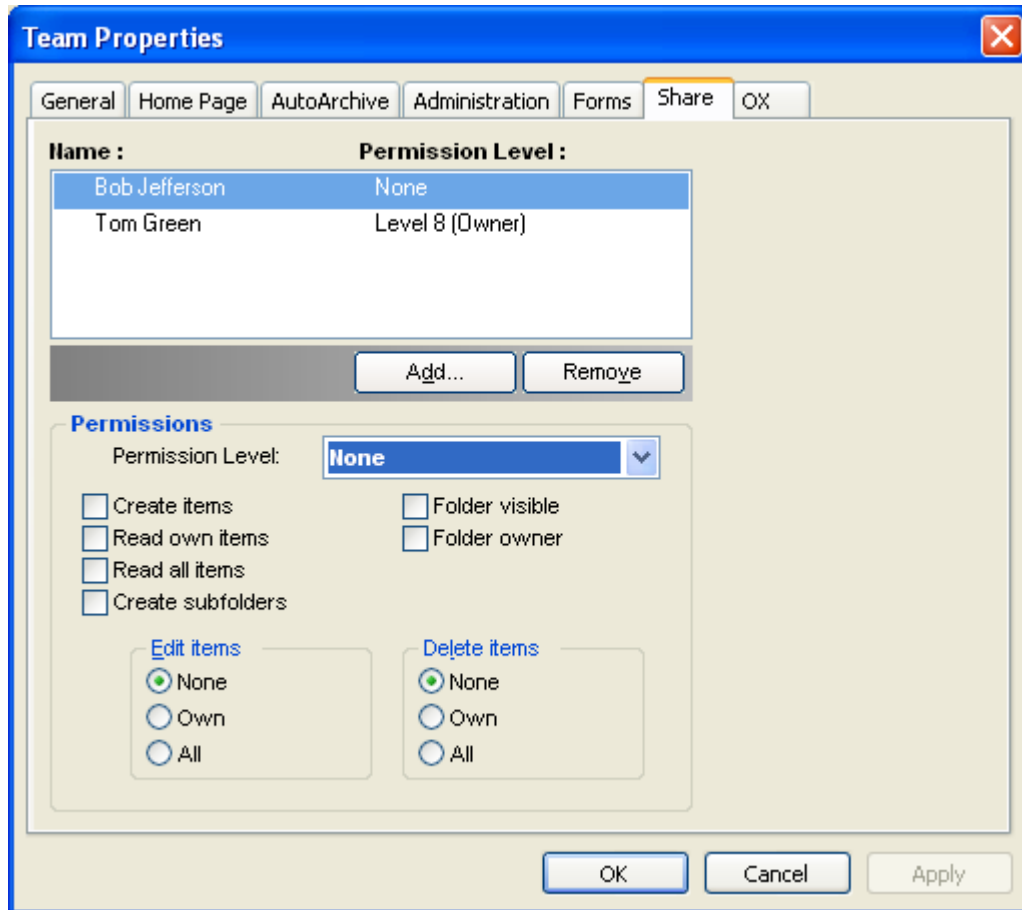 Team Properties
General Home Page AutoArchive Administration Forms Share OX
Name : Permission Level :
Bob Jefferson None
Tom Green Level 8 (Owner)
Add... Remove
Permissions
Permission Level: None
Create items Folder visible
Read own items Folder owner
Read all items
Create subfolders
Edit items Delete items
None None
Own Own
All All
OK Cancel Apply